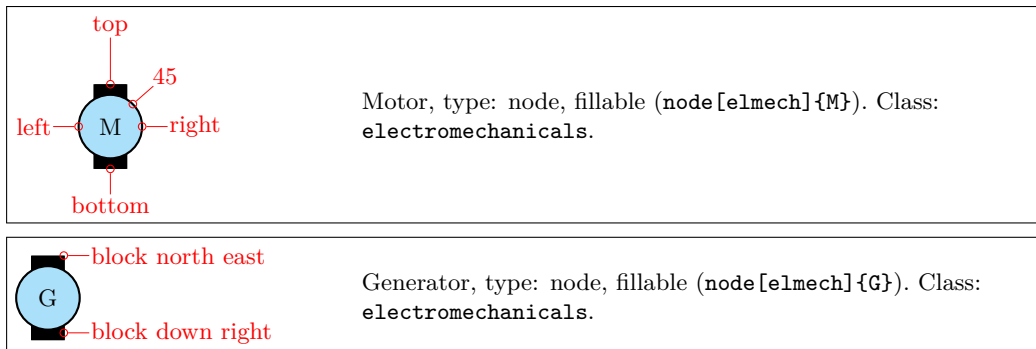 top
45
left
M
right
bottom
Motor, type: node, fillable (node[elmech]{M}). Class:
electromechanicals.
block north east
G
block down right
Generator, type: node, fillable (node[elmech]{G}). Class:
electromechanicals.